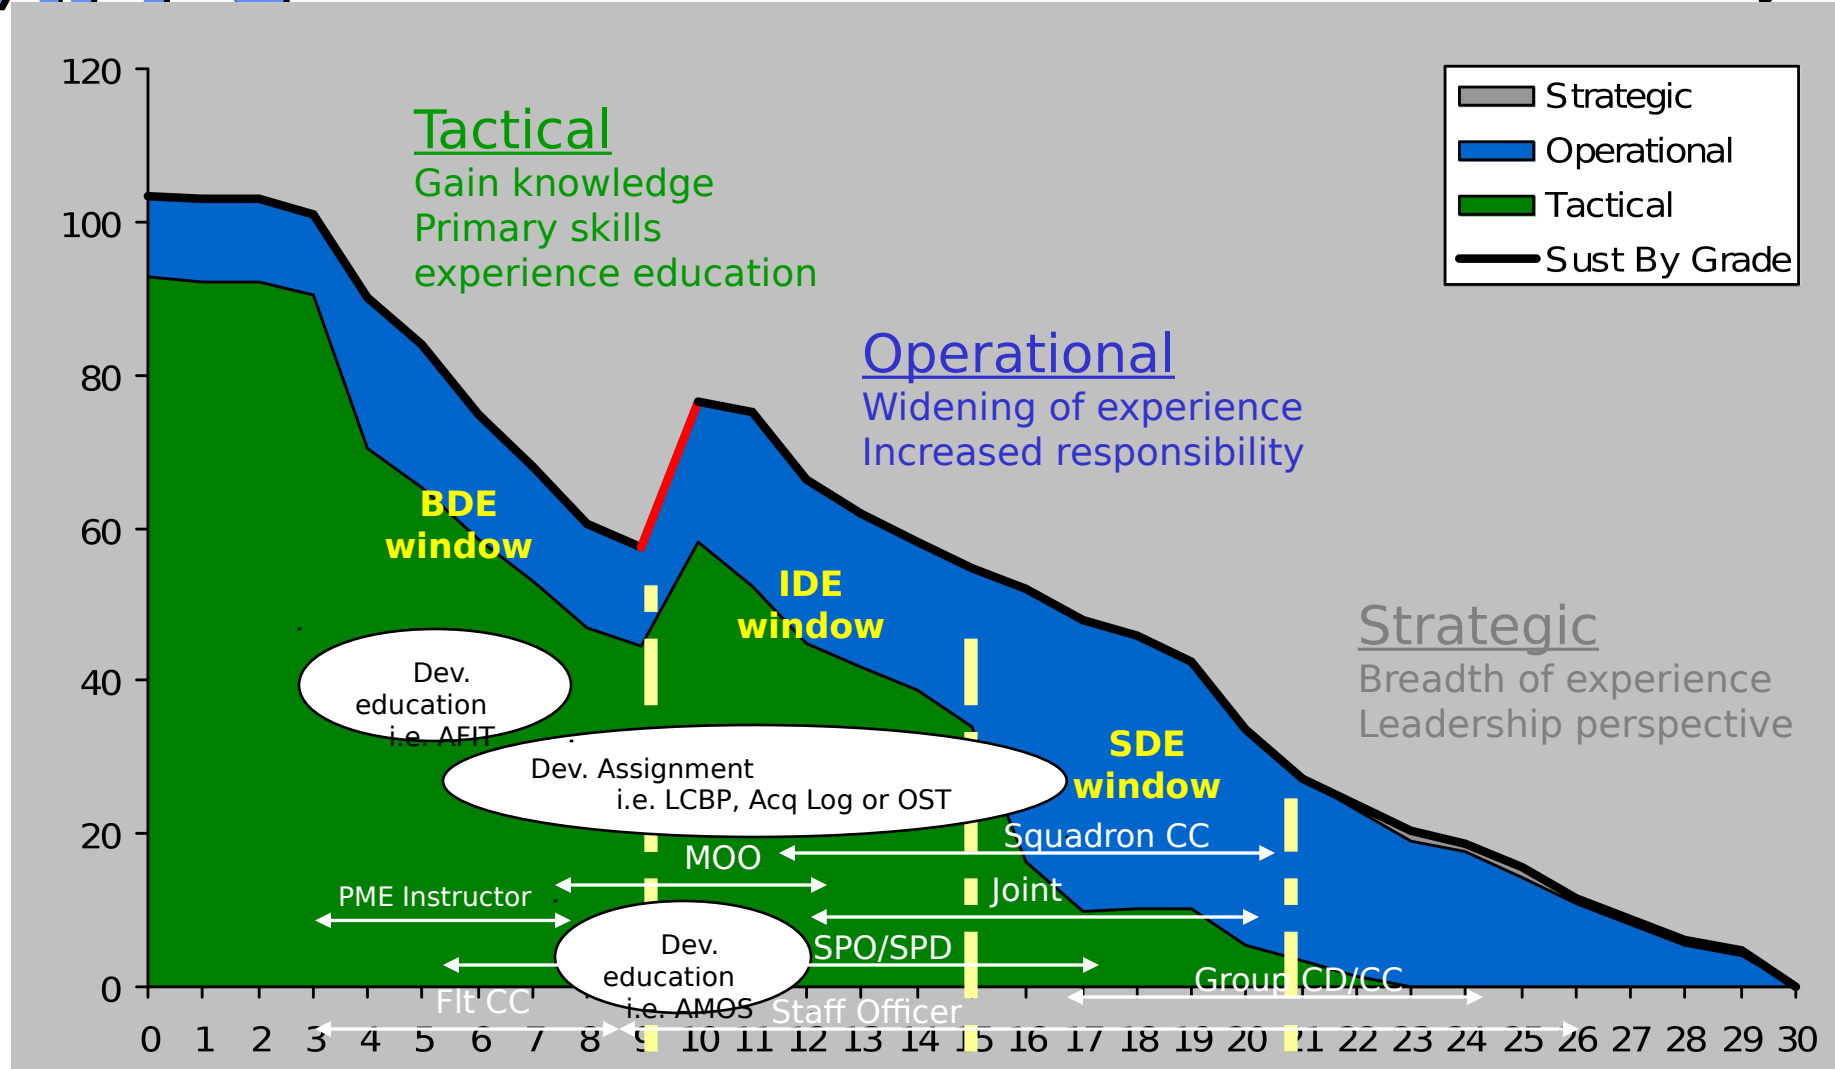 120
100
80
60
40
20
0
Tactical
Gain knowledge
Primary skills
experience education
Strategic
Operational
Tactical
Sust By Grade
Operational
Widening of experience
Increased responsibility
Strategic
Breadth of experience
Leadership perspective
BDE
window
IDE
window
SDE
window
Dev.
education
i.e. AFIT
Dev. Assignment
i.e. LCBP, Acq Log or OST
Squadron CC
MOO
Joint
PME Instructor
Dev.
education
i.e. AMOS
SPO/SPD
Group CD/CC
Flt CC
Staff Officer
0 1 2 3 4 5 6 7 8 9 10 11 12 13 14 15 16 17 18 19 20 21 22 23 24 25 26 27 28 29 30